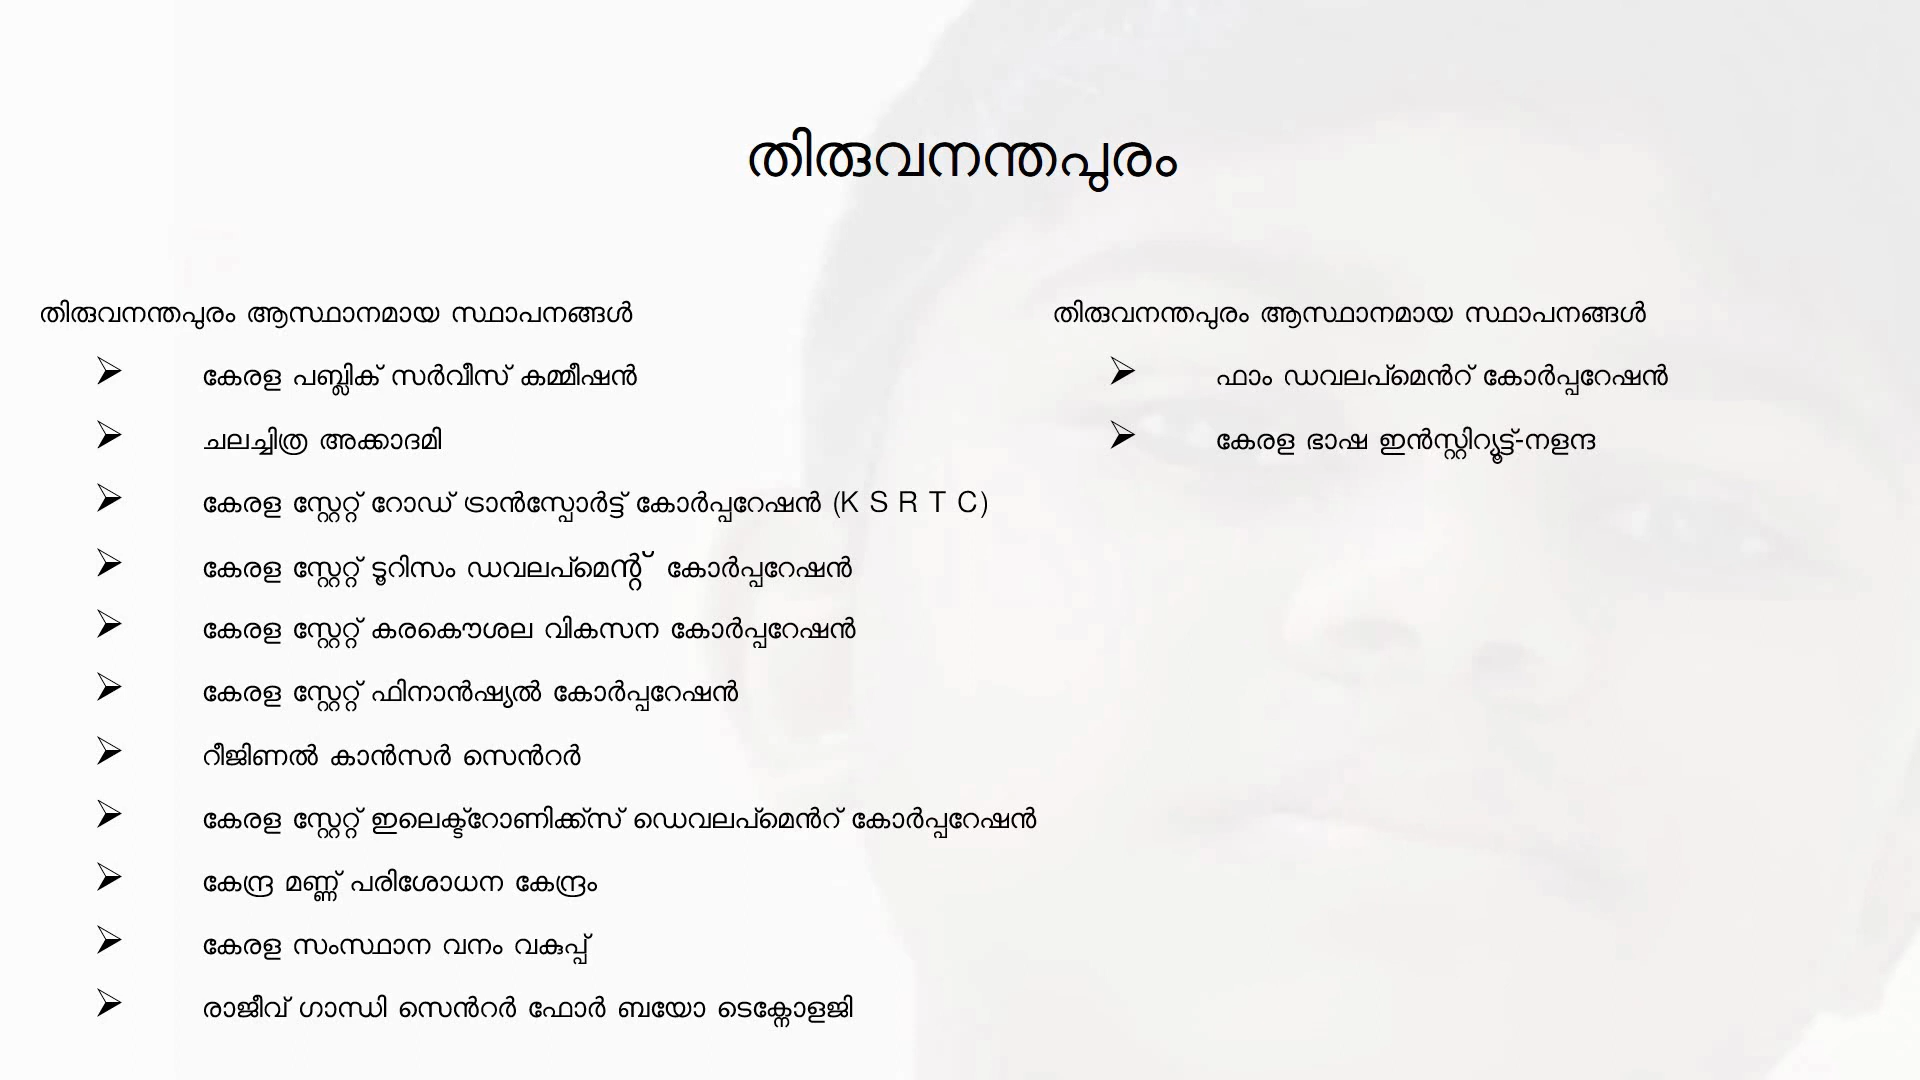 തിരുവനന്തപുരം
തിരുവനന്തപുരം ആസ്ഥാനമായ സ്ഥാപനങ്ങൾ
കേരള പബ്ലിക് സർവീസ് കമ്മീഷൻ
ചലച്ചിത്ര അക്കാദമി
കേരള സ്റ്റേറ്റ് റോഡ് ട്രാൻസ്പോർട്ട് കോർപ്പറേഷൻ (K S R T C)
കേരള സ്റ്റേറ്റ് ടൂറിസം ഡവലപ്മെന്റ് കോർപ്പറേഷൻ
കേരള സ്റ്റേറ്റ് കരകൌശല വികസന കോർപ്പറേഷൻ
കേരള സ്റ്റേറ്റ് ഫിനാൻഷ്യൽ കോർപ്പറേഷൻ
റീജിണൽ കാൻസർ സെൻറർ
കേരള സ്റ്റേറ്റ് ഇലെക്ട്റോണിക്ക്സ് ഡെവലപ്മെൻറ് കോർപ്പറേഷൻ
കേന്ദ്ര മണ്ണ് പരിശോധന കേന്ദ്രം
കേരള സംസ്ഥാന വനം വകുപ്പ്
രാജീവ് ഗാന്ധി സെൻറർ ഫോർ ബയോ ടെക്നോളജി
തിരുവനന്തപുരം ആസ്ഥാനമായ സ്ഥാപനങ്ങൾ
ഫാം ഡവലപ്മെൻറ് കോർപ്പറേഷൻ
കേരള ഭാഷ ഇൻസ്റ്റിറ്യൂട്ട്-നളന്ദ